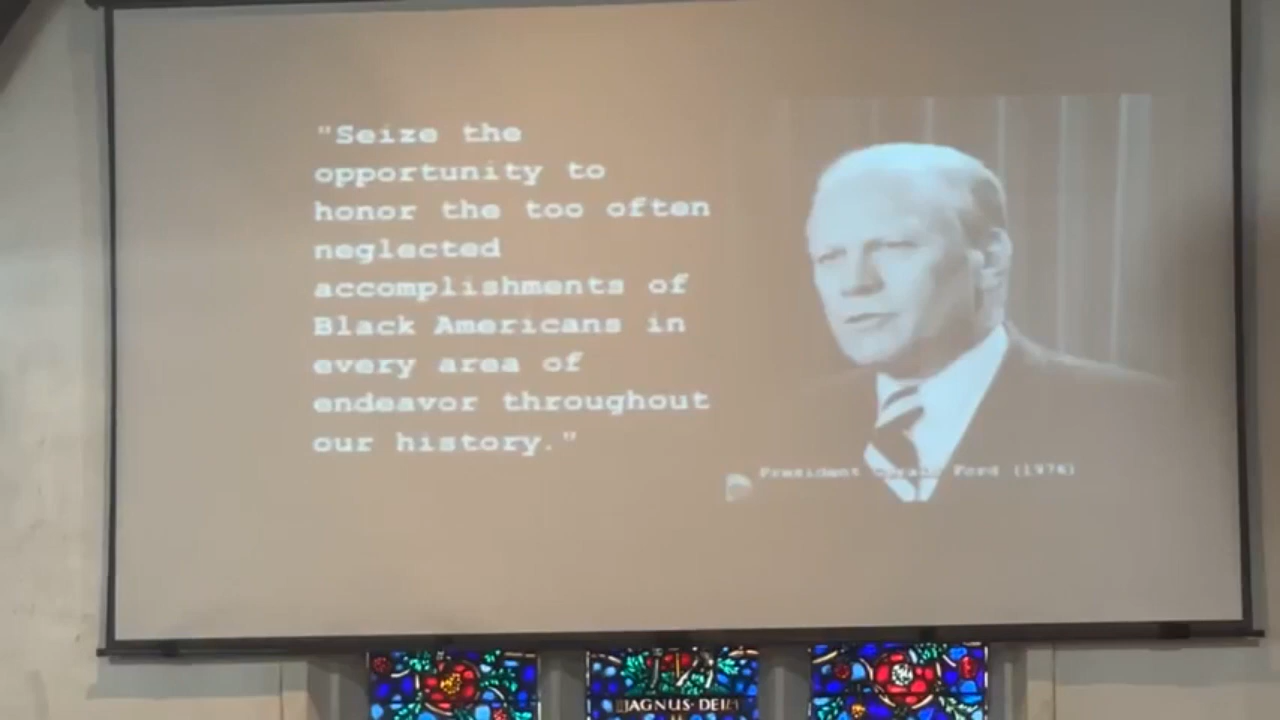 "Seize the
opportunity to
honor the too often
neglected
accomplishments of
Black Americans in
every area of
endeavor throughout
our history."
President Gerald Ford (1976)
AGNUS·DEI